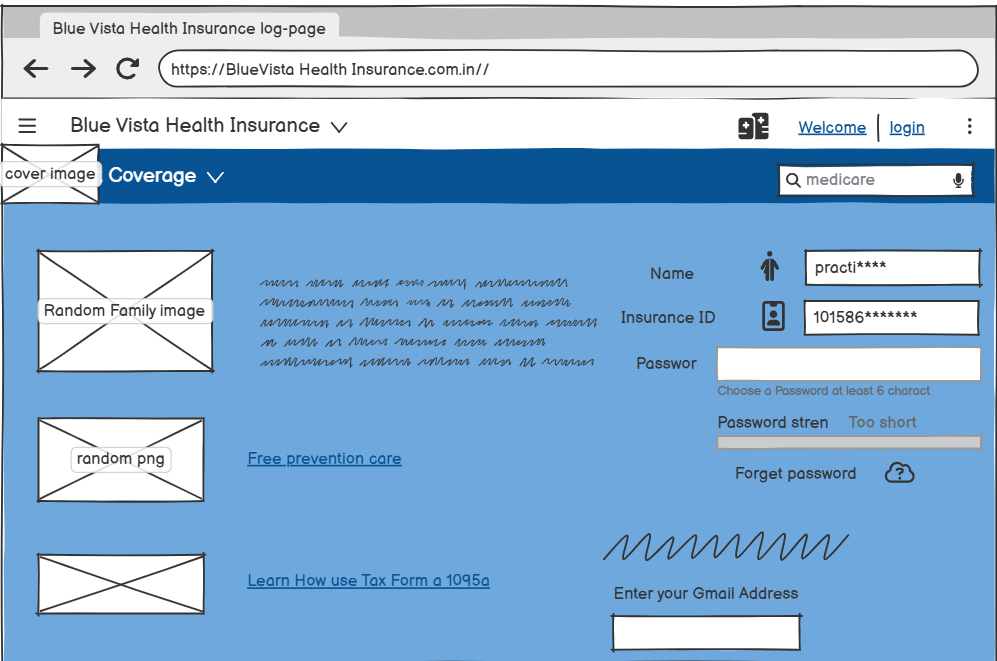 Blue Vista Health Insurance log-page
https://BlueVista Health Insurance.com.in//
Blue Vista Health Insurance
Welcome
login
cover image
Coverage
medicare
Random Family image
Name
practi****
Insurance ID
101586*******
Passwor
Choose a Password at least 6 charact
Password stren
Too short
random png
Free prevention care
Forget password
Learn How use Tax Form a 1095a
Enter your Gmail Address